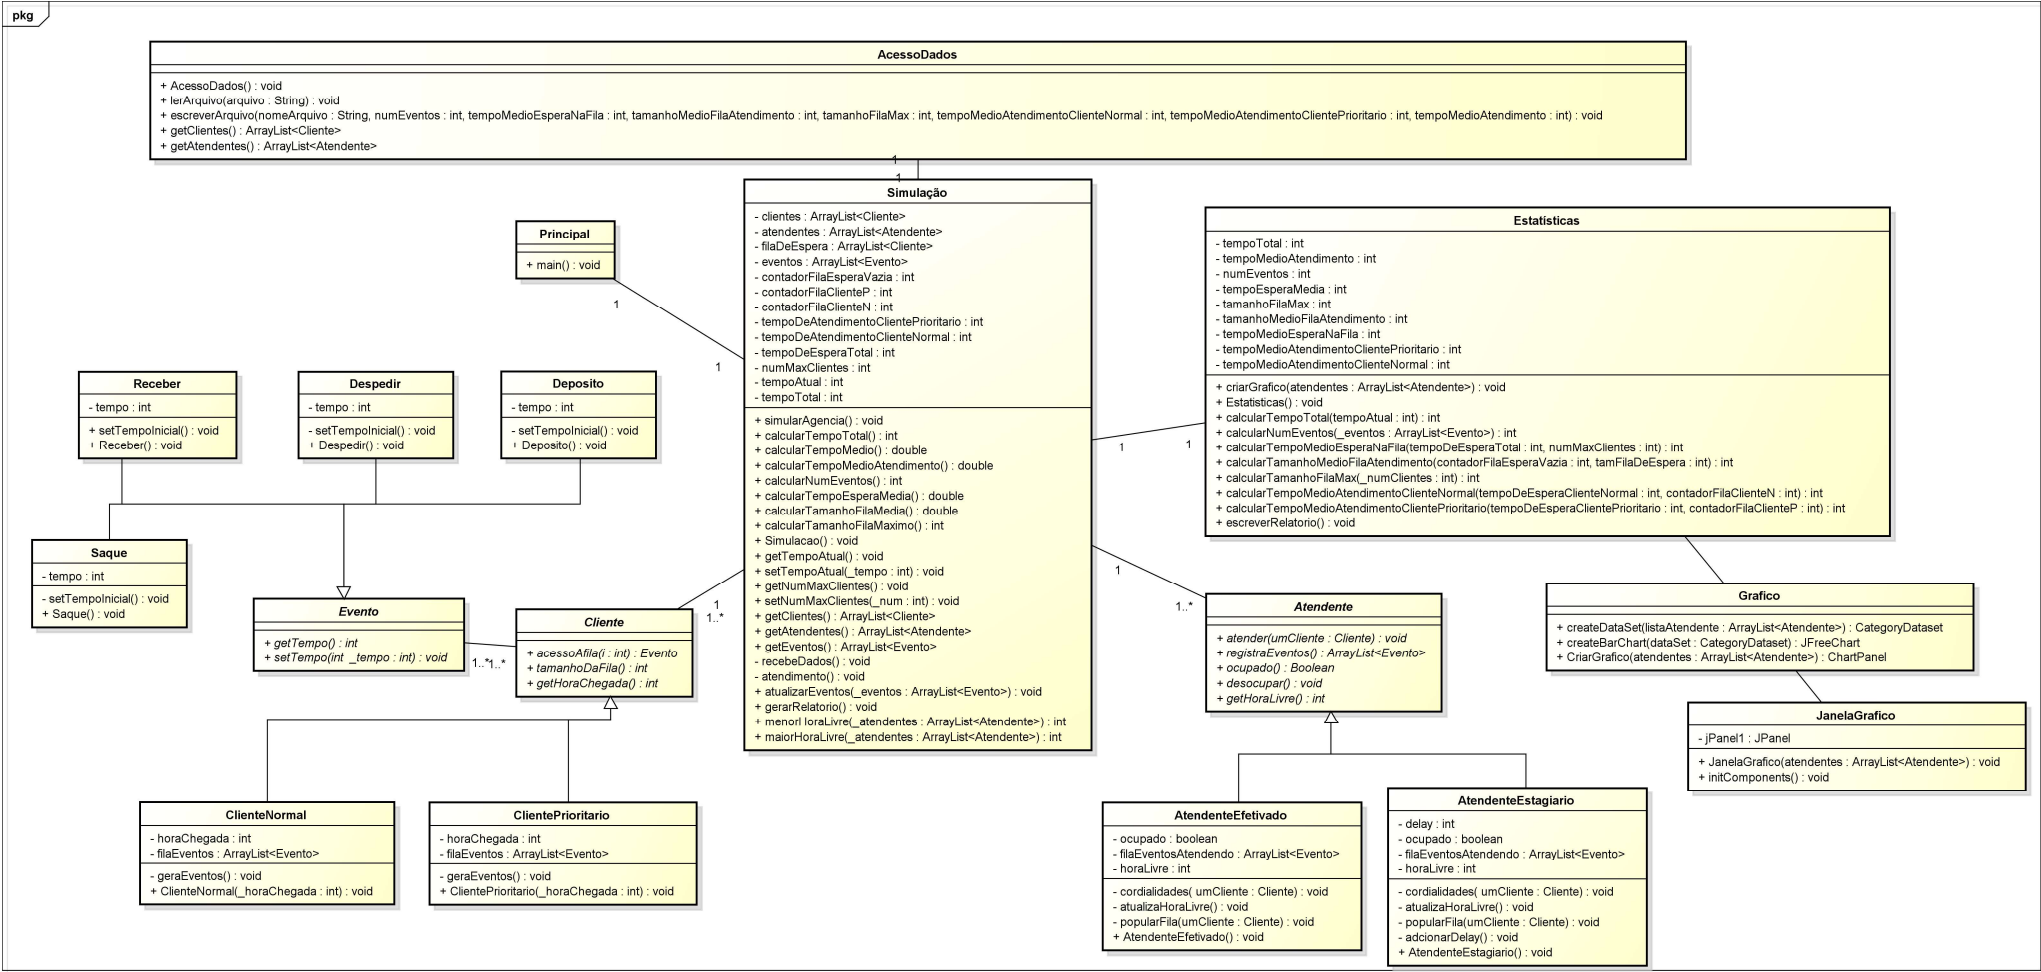 pkg
AcessoDados
+ AcessoDados() : void
+ lerArquivo(arquivo : String) : void
+ escreverArquivo(nomeArquivo : String, numEventos : int, tempoMedioEsperaNaFila : int, tamanhoMedioFilaAtendimento : int, tamanhoFilaMax : int, tempoMedioAtendimentoClienteNormal : int, tempoMedioAtendimentoClientePrioritario : int, tempoMedioAtendimento : int) : void
+ getClientes() : ArrayList<Cliente>
+ getAtendentes() : ArrayList<Atendente>
1
1
Simulação
- clientes : ArrayList<Cliente>
- atendentes : ArrayList<Atendente>
- filaDeEspera : ArrayList<Cliente>
- eventos : ArrayList<Evento>
- contadorFilaEsperaVazia : int
- contadorFilaClienteP : int
- contadorFilaClienteN : int
- tempoDeAtendimentoClientePrioritario : int
- tempoDeAtendimentoClienteNormal : int
- tempoDeEsperaTotal : int
- numMaxClientes : int
- tempoAtual : int
- tempoTotal : int
+ simularAgencia() : void
+ calcularTempoTotal() : int
+ calcularTempoMedio() : double
+ calcularTempoMedioAtendimento() : double
+ calcularNumEventos() : int
+ calcularTempoEsperaMedia() : double
+ calcularTamanhoFilaMedia() : double
+ calcularTamanhoFilaMaximo() : int
+ Simulacao() : void
+ getTempoAtual() : void
+ setTempoAtual(_tempo : int) : void
+ getNumMaxClientes() : void
+ setNumMaxClientes(_num : int) : void
+ getClientes() : ArrayList<Cliente>
+ getAtendentes() : ArrayList<Atendente>
+ getEventos() : ArrayList<Evento>
- recebeDados() : void
- atendimento() : void
+ atualizarEventos(_eventos : ArrayList<Evento>) : void
+ gerarRelatorio() : void
+ menorHoraLivre(_atendentes : ArrayList<Atendente>) : int
+ maiorHoraLivre(_atendentes : ArrayList<Atendente>) : int
Principal
+ main() : void
1
1
Estatísticas
- tempoTotal : int
- tempoMedioAtendimento : int
- numEventos : int
- tempoEsperaMedia : int
- tamanhoFilaMax : int
- tamanhoMedioFilaAtendimento : int
- tempoMedioEsperaNaFila : int
- tempoMedioAtendimentoClientePrioritario : int
- tempoMedioAtendimentoClienteNormal : int
+ criarGrafico(atendentes : ArrayList<Atendente>) : void
+ Estatisticas() : void
+ calcularTempoTotal(tempoAtual : int) : int
+ calcularNumEventos(_eventos : ArrayList<Evento>) : int
+ calcularTempoMedioEsperaNaFila(tempoDeEsperaTotal : int, numMaxClientes : int) : int
+ calcularTamanhoMedioFilaAtendimento(contadorFilaEsperaVazia : int, tamFilaDeEspera : int) : int
+ calcularTamanhoFilaMax(_numClientes : int) : int
+ calcularTempoMedioAtendimentoClienteNormal(tempoDeEsperaClienteNormal : int, contadorFilaClienteN : int) : int
+ calcularTempoMedioAtendimentoClientePrioritario(tempoDeEsperaClientePrioritario : int, contadorFilaClienteP : int) : int
+ escreverRelatorio() : void
1
1
Receber
- tempo : int
+ setTempoInicial() : void
+ Receber() : void
Despedir
- tempo : int
- setTempoInicial() : void
+ Despedir() : void
Deposito
- tempo : int
- setTempoInicial() : void
+ Deposito() : void
Saque
- tempo : int
- setTempoInicial() : void
+ Saque() : void
Evento
+ getTempo() : int
+ setTempo(int _tempo : int) : void
1..*
1..*
Cliente
+ acessoAfila(i : int) : Evento
+ tamanhoDaFila() : int
+ getHoraChegada() : int
1
1..*
1
1..*
Atendente
+ atender(umCliente : Cliente) : void
+ registraEventos() : ArrayList<Evento>
+ ocupado() : Boolean
+ desocupar() : void
+ getHoraLivre() : int
Grafico
+ createDataSet(listaAtendente : ArrayList<Atendente>) : CategoryDataset
+ createBarChart(dataSet : CategoryDataset) : JFreeChart
+ CriarGrafico(atendentes : ArrayList<Atendente>) : ChartPanel
JanelaGrafico
- jPanel1 : JPanel
+ JanelaGrafico(atendentes : ArrayList<Atendente>) : void
+ initComponents() : void
ClienteNormal
- horaChegada : int
- filaEventos : ArrayList<Evento>
- geraEventos() : void
+ ClienteNormal(_horaChegada : int) : void
ClientePrioritario
- horaChegada : int
- filaEventos : ArrayList<Evento>
- geraEventos() : void
+ ClientePrioritario(_horaChegada : int) : void
AtendenteEfetivado
- ocupado : boolean
- filaEventosAtendendo : ArrayList<Evento>
- horaLivre : int
- cordialidades( umCliente : Cliente) : void
- atualizaHoraLivre() : void
- popularFila(umCliente : Cliente) : void
+ AtendenteEfetivado() : void
AtendenteEstagiario
- delay : int
- ocupado : boolean
- filaEventosAtendendo : ArrayList<Evento>
- horaLivre : int
- cordialidades( umCliente : Cliente) : void
- atualizaHoraLivre() : void
- popularFila(umCliente : Cliente) : void
- adcionarDelay() : void
+ AtendenteEstagiario() : void